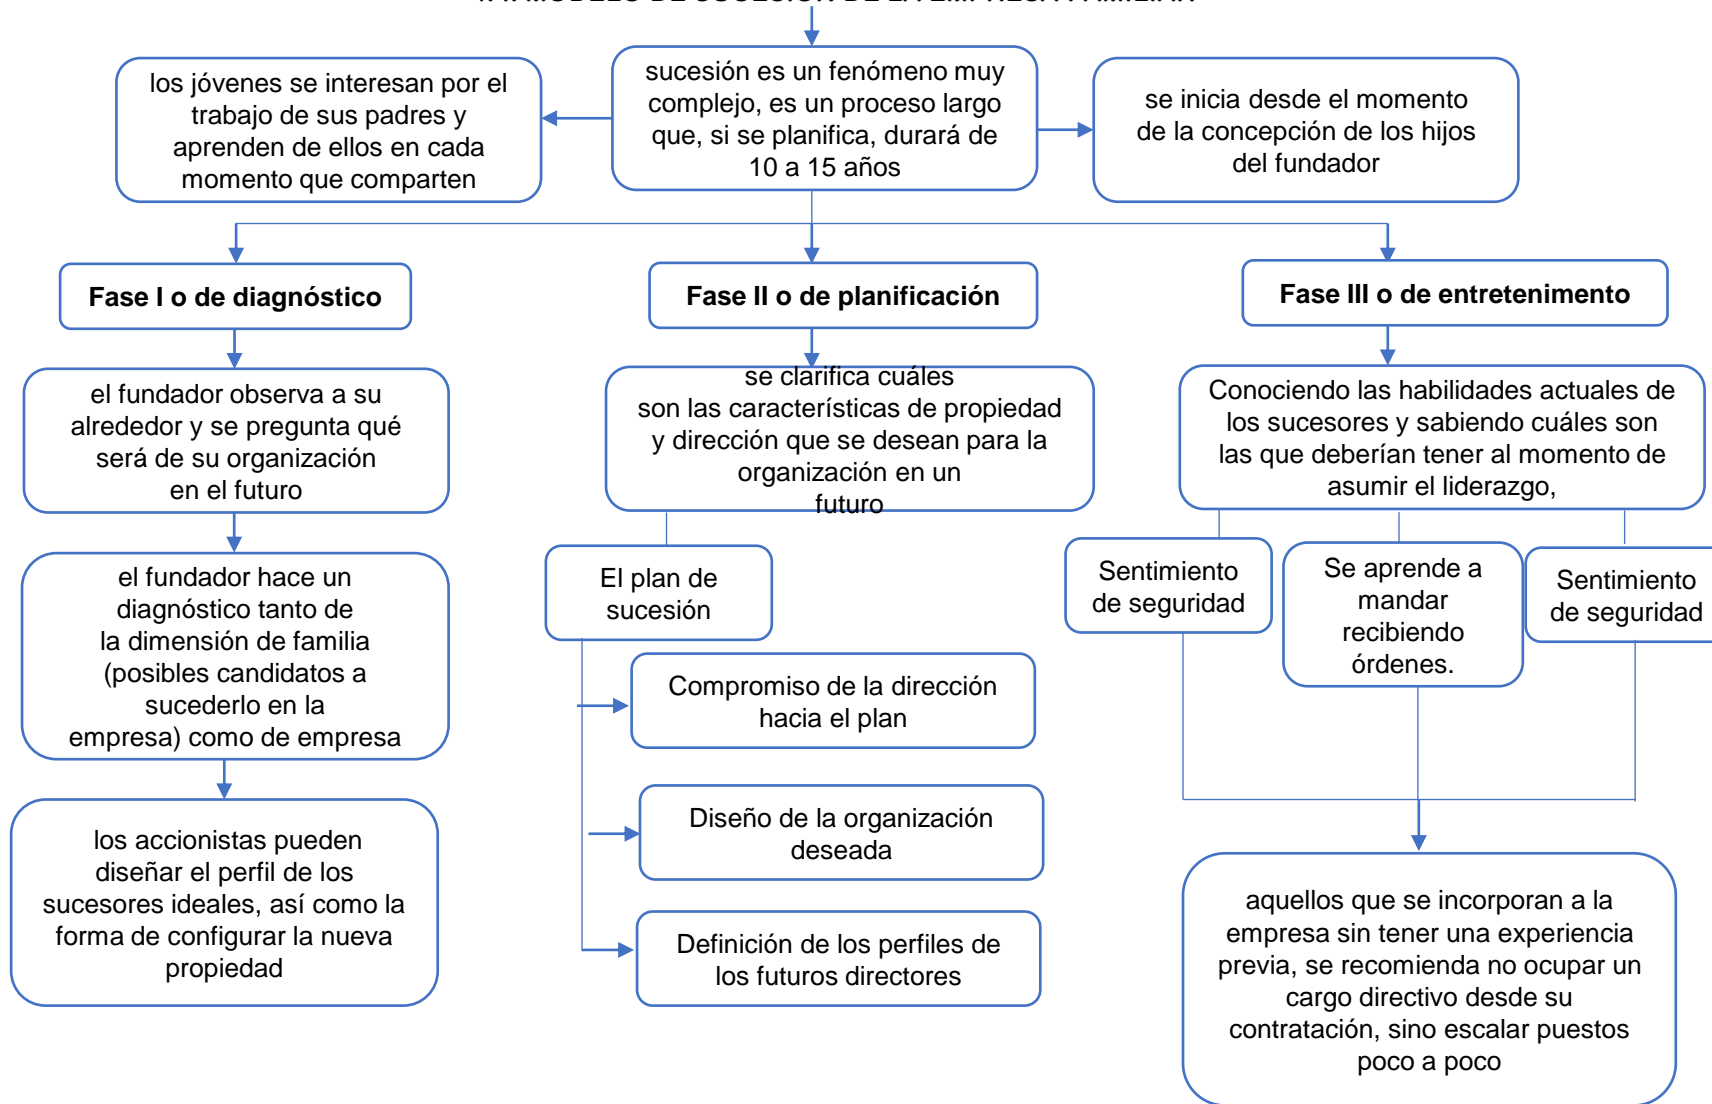 los jóvenes se interesan por el
trabajo de sus padres y
aprenden de ellos en cada
momento que comparten
sucesión es un fenómeno muy
complejo, es un proceso largo
que, si se planifica, durará de
10 a 15 años
se inicia desde el momento
de la concepción de los hijos
del fundador
Fase I o de diagnóstico
el fundador observa a su
alrededor y se pregunta qué
será de su organización
en el futuro
el fundador hace un
diagnóstico tanto de
la dimensión de familia
(posibles candidatos a
sucederlo en la
empresa) como de empresa
los accionistas pueden
diseñar el perfil de los
sucesores ideales, así como la
forma de configurar la nueva
propiedad
Fase II o de planificación
se clarifica cuáles
son las características de propiedad
y dirección que se desean para la
organización en un
futuro
El plan de
sucesión
Compromiso de la dirección
hacia el plan
Diseño de la organización
deseada
Definición de los perfiles de
los futuros directores
Fase III o de entretenimento
Conociendo las habilidades actuales de
los sucesores y sabiendo cuáles son
las que deberían tener al momento de
asumir el liderazgo,
Sentimiento
de seguridad
Se aprende a
mandar
recibiendo
órdenes.
Sentimiento
de seguridad
aquellos que se incorporan a la
empresa sin tener una experiencia
previa, se recomienda no ocupar un
cargo directivo desde su
contratación, sino escalar puestos
poco a poco